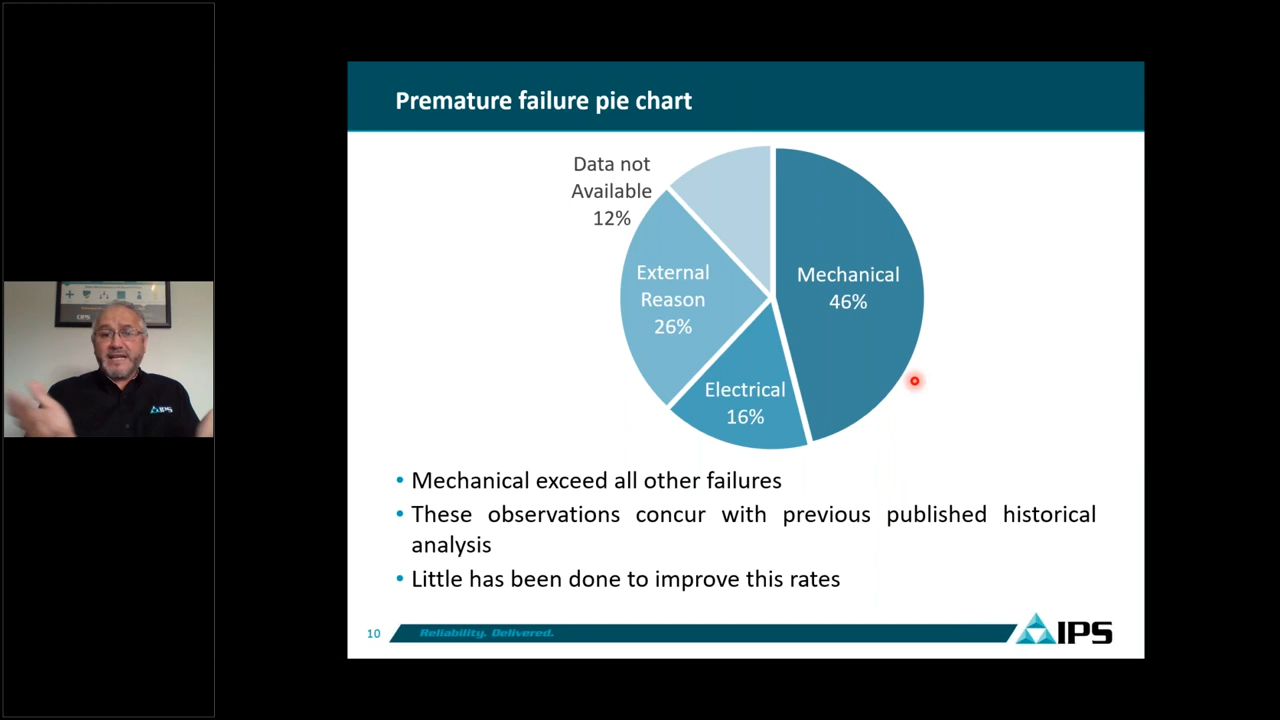 Premature failure pie chart
Data not
Available
12%
External
Reason
26%
Mechanical
46%
Electrical
16%
• Mechanical exceed all other failures
• These observations concur with previous published historical
analysis
• Little has been done to improve this rates
10
Reliability. Delivered.
IPS
IPS